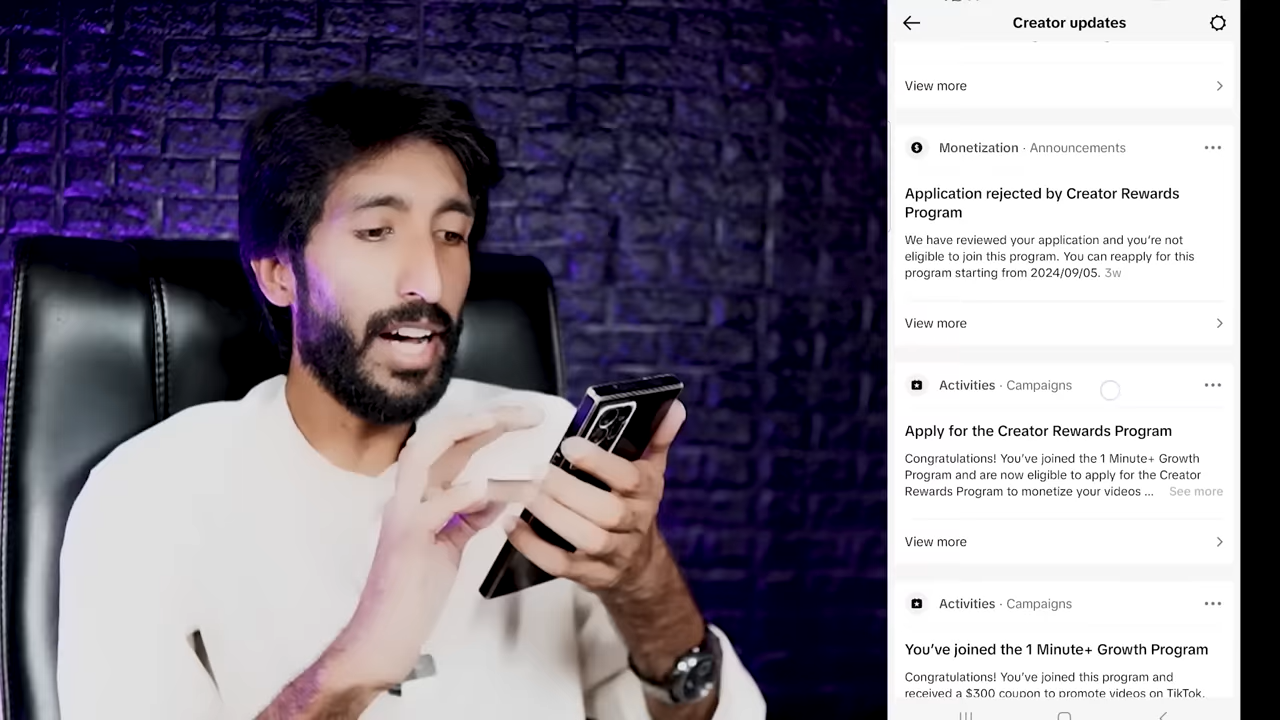 Creator updates
View more
Monetization · Announcements
Application rejected by Creator Rewards
Program
We have reviewed your application and you're not
eligible to join this program. You can reapply for this
program starting from 2024/09/05. 3w
View more
Activities · Campaigns
Apply for the Creator Rewards Program
Congratulations! You've joined the 1 Minute+ Growth
Program and are now eligible to apply for the Creator
Rewards Program to monetize your videos ... See more
View more
Activities · Campaigns
You've joined the 1 Minute+ Growth Program
Congratulations! You've joined this program and
received a $300 coupon to promote videos on TikTok.